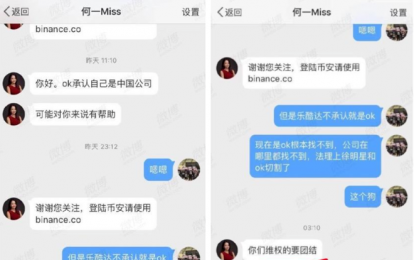 何一Miss
设置
binance.co
昨天 11:10
你好。ok承认自己是中国公司
可能对你来说有帮助
昨天 23:12
嗯嗯
谢谢您关注，登陆币安请使用
binance.co
但是乐酷达不承认就是ok
何一Miss
设置
嗯嗯
谢谢您关注，登陆币安请使用
binance.co
但是乐酷达不承认就是ok
现在是ok根本找不到，公司在
哪里都找不到，法理上徐明星和
ok切割了
这个狗
03:10
你们维权的要团结